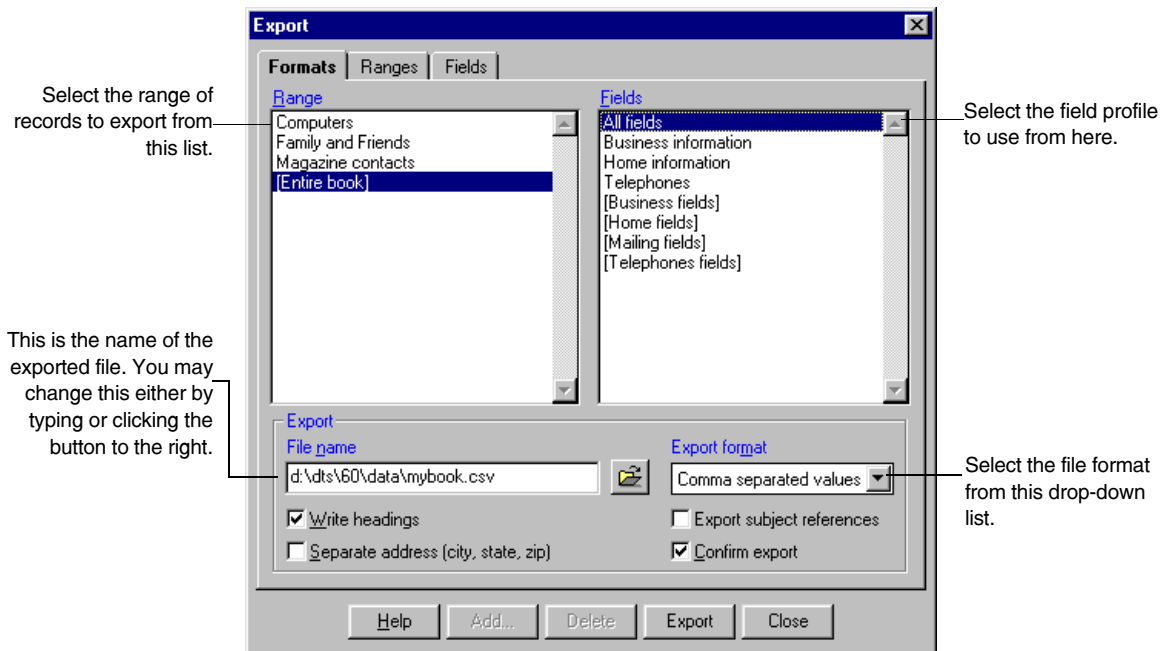 Export
Formats
Ranges
Fields
Select the range of
records to export from
this list.
Range
Computers
Family and Friends
Magazine contacts
[Entire book]
Fields
All fields
Business information
Home information
Telephones
[Business fields]
[Home fields]
[Mailing fields]
[Telephones fields]
Select the field profile
to use from here.
This is the name of the
exported file. You may
change this either by
typing or clicking the
button to the right.
Export
File name
d:\dts\60\data\mybook.csv
Export format
Comma separated values
Select the file format
from this drop-down
list.
Write headings
Export subject references
Separate address (city, state, zip)
Confirm export
Help
Add...
Delete
Export
Close